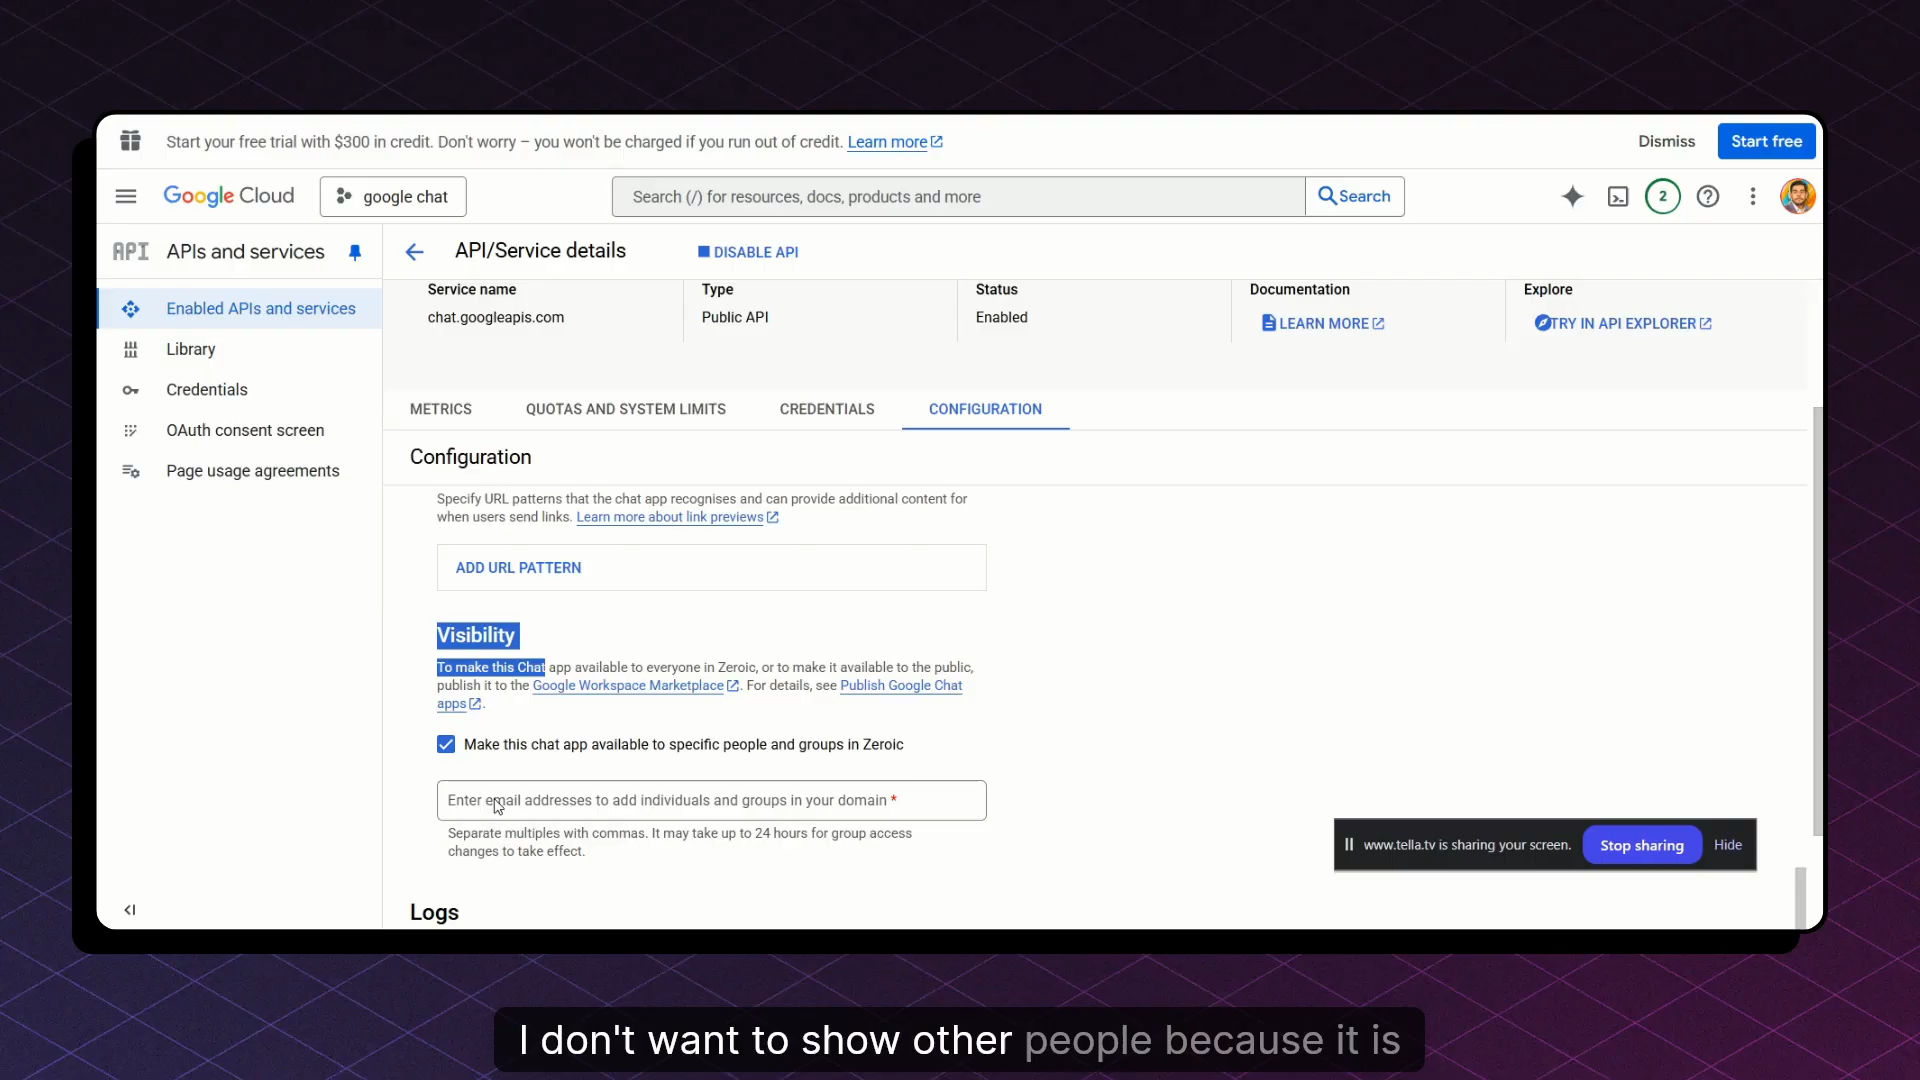 Start your free trial with $300 in credit. Don't worry – you won't be charged if you run out of credit. Learn more
Dismiss
Start free
Google Cloud
google chat
Search (/) for resources, docs, products and more
Search
2
API APIs and services
API/Service details
DISABLE API
Enabled APIs and services
Library
Credentials
OAuth consent screen
Page usage agreements
Service name
chat.googleapis.com
Type
Public API
Status
Enabled
Documentation
LEARN MORE
Explore
TRY IN API EXPLORER
METRICS
QUOTAS AND SYSTEM LIMITS
CREDENTIALS
CONFIGURATION
Configuration
Specify URL patterns that the chat app recognises and can provide additional content for
when users send links. Learn more about link previews
ADD URL PATTERN
Visibility
To make this Chat app available to everyone in Zeroic, or to make it available to the public,
publish it to the Google Workspace Marketplace. For details, see Publish Google Chat
apps.
Make this chat app available to specific people and groups in Zeroic
Enter email addresses to add individuals and groups in your domain *
Separate multiples with commas. It may take up to 24 hours for group access
changes to take effect.
www.tella.tv is sharing your screen.
Stop sharing
Hide
Logs
I don't want to show other people because it is